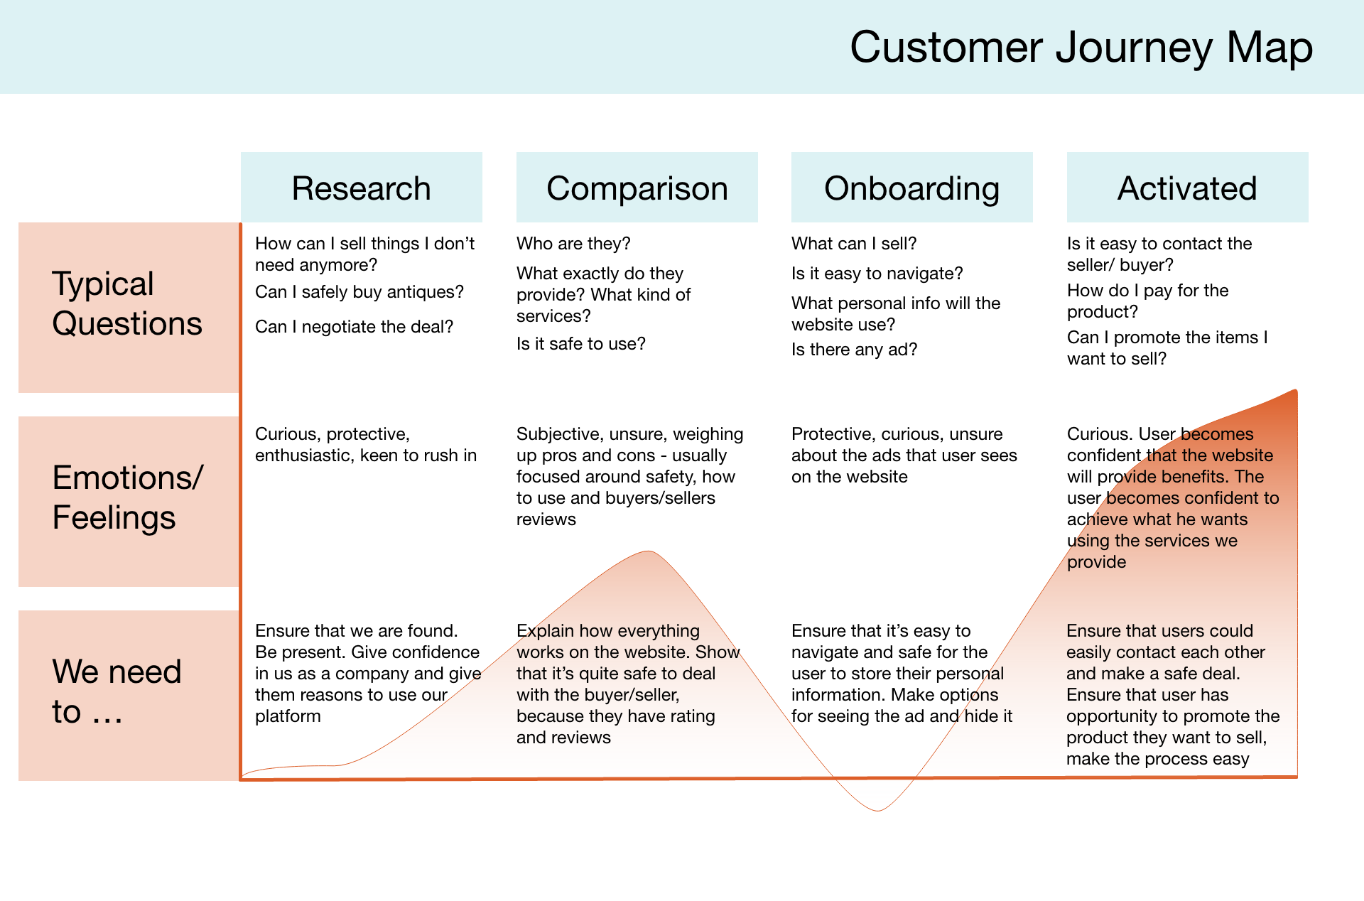 Customer Journey Map
Research
Comparison
Onboarding
Activated
Typical
Questions
How can I sell things I don’t
need anymore?
Can I safely buy antiques?
Can I negotiate the deal?
Who are they?
What exactly do they
provide? What kind of
services?
Is it safe to use?
What can I sell?
Is it easy to navigate?
What personal info will the
website use?
Is there any ad?
Is it easy to contact the
seller/ buyer?
How do I pay for the
product?
Can I promote the items I
want to sell?
Emotions/
Feelings
Curious, protective,
enthusiastic, keen to rush in
Subjective, unsure, weighing
up pros and cons - usually
focused around safety, how
to use and buyers/sellers
reviews
Protective, curious, unsure
about the ads that user sees
on the website
Curious. User becomes
confident that the website
will provide benefits. The
user becomes confident to
achieve what he wants
using the services we
provide
We need
to …
Ensure that we are found.
Be present. Give confidence
in us as a company and give
them reasons to use our
platform
Explain how everything
works on the website. Show
that it’s quite safe to deal
with the buyer/seller,
because they have rating
and reviews
Ensure that it’s easy to
navigate and safe for the
user to store their personal
information. Make options
for seeing the ad and hide it
Ensure that users could
easily contact each other
and make a safe deal.
Ensure that user has
opportunity to promote the
product they want to sell,
make the process easy